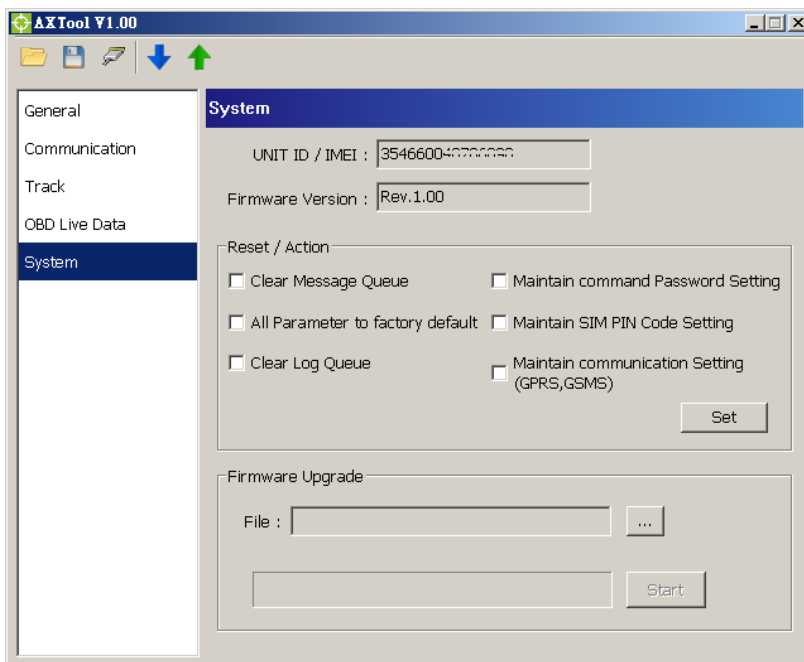 AXTool V1.00
General
Communication
Track
OBD Live Data
System
System
UNIT ID / IMEI :
Firmware Version : Rev.1.00
Reset / Action
Clear Message Queue
Maintain command Password Setting
All Parameter to factory default
Maintain SIM PIN Code Setting
Clear Log Queue
Maintain communication Setting
(GPRS,GSMS)
Set
Firmware Upgrade
File :
...
Start